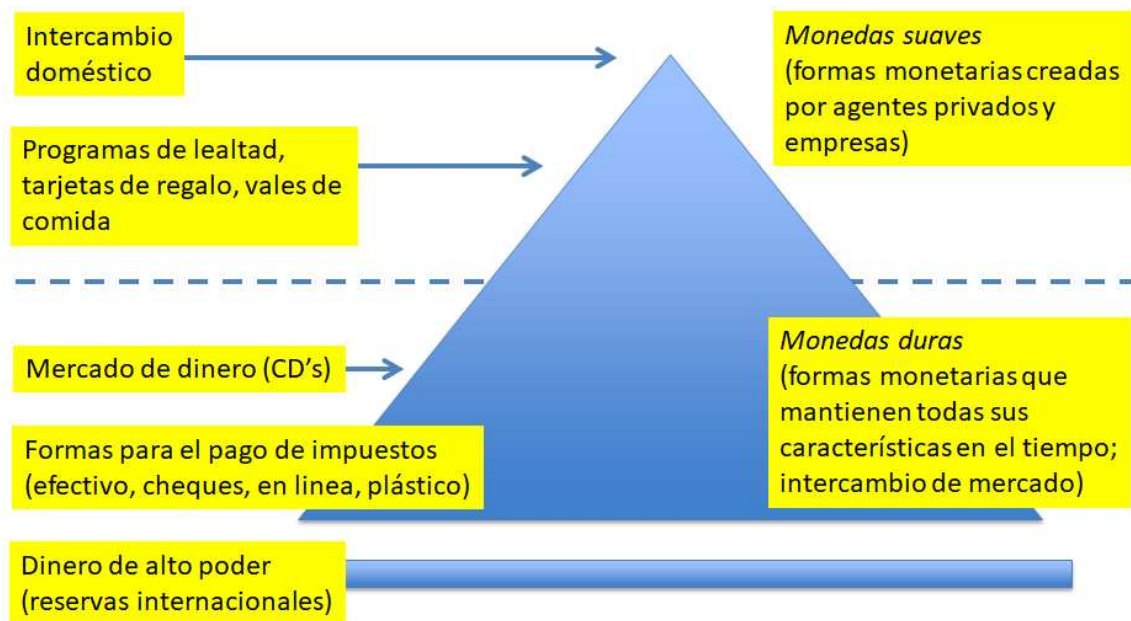 Intercambio
doméstico
Monedas suaves
(formas monetarias creadas
por agentes privados y
empresas)
Programas de lealtad,
tarjetas de regalo, vales de
comida
Mercado de dinero (CD’s)
Monedas duras
(formas monetarias que
mantienen todas sus
características en el tiempo;
intercambio de mercado)
Formas para el pago de impuestos
(efectivo, cheques, en linea, plástico)
Dinero de alto poder
(reservas internacionales)